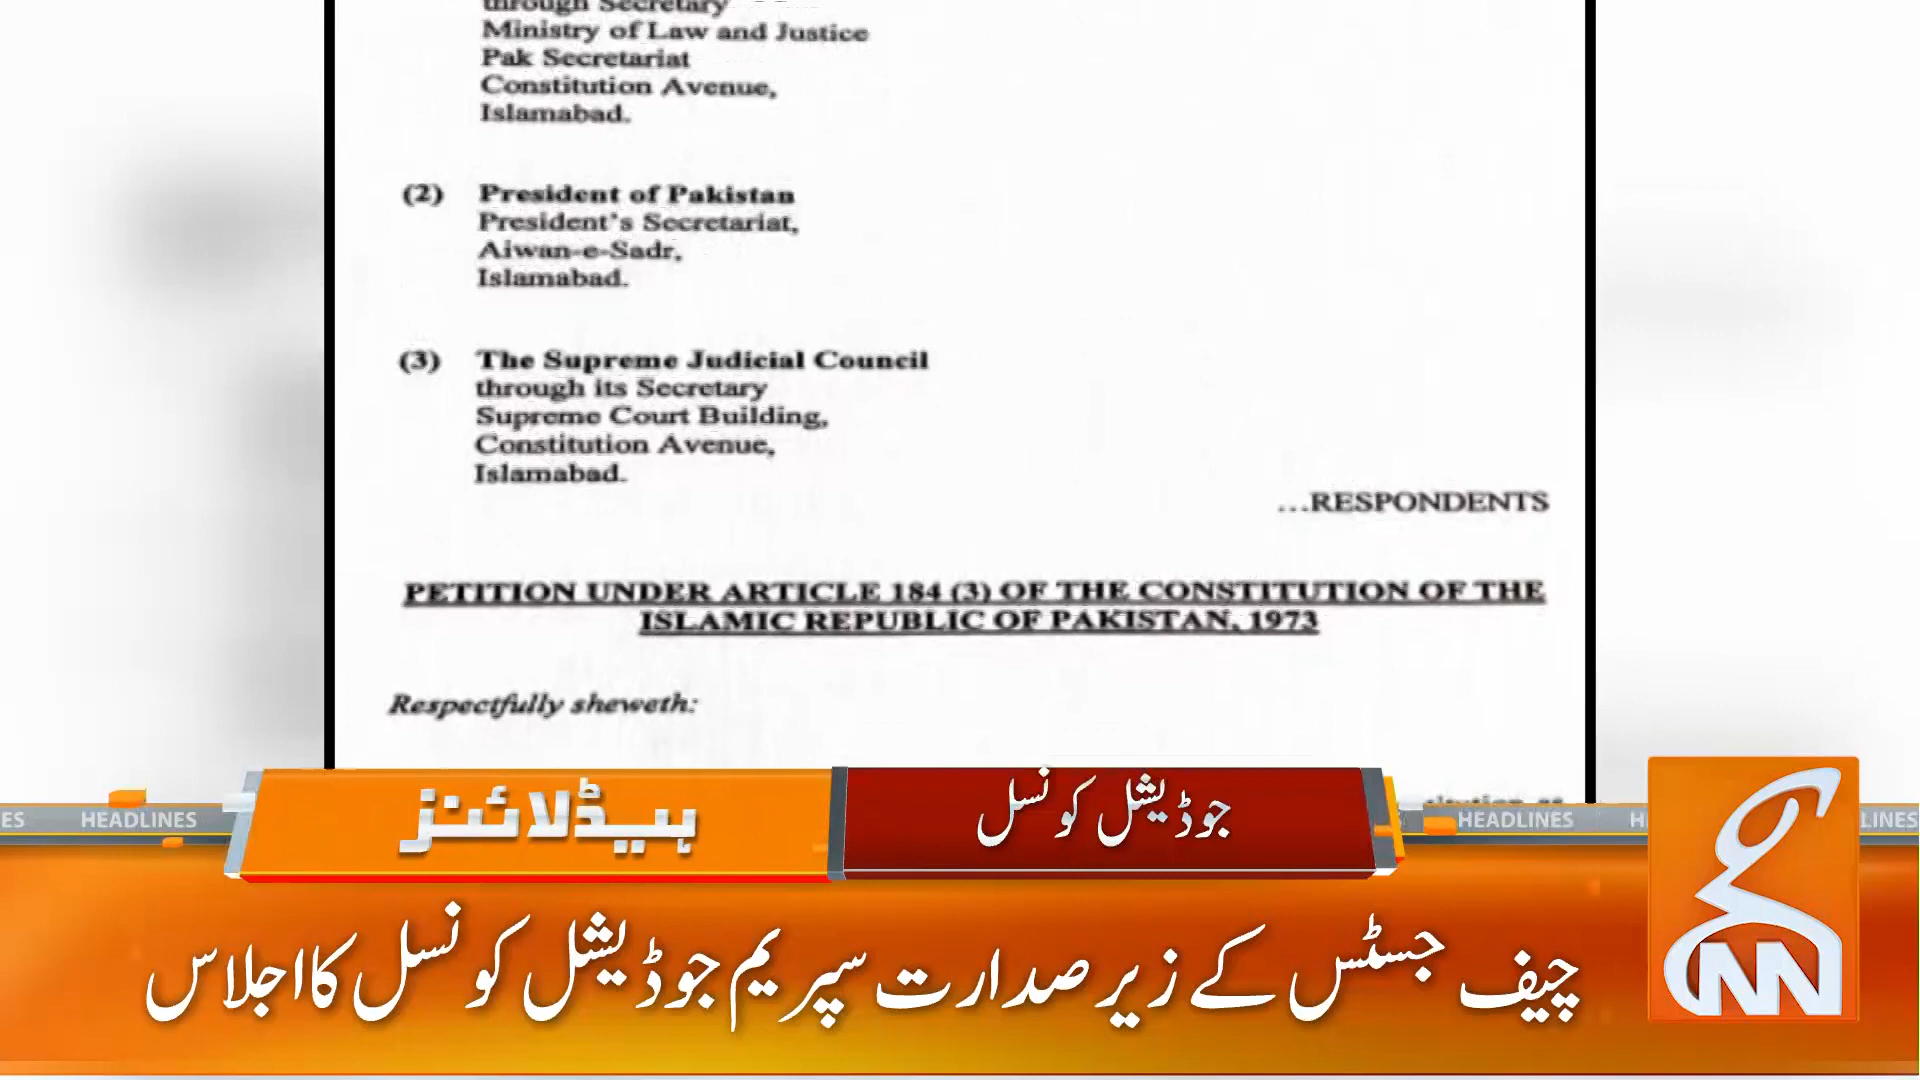 through Secretary
Ministry of Law and Justice
Pak Secretariat
Constitution Avenue,
Islamabad.
(2) President of Pakistan
President's Secretariat,
Aiwan-e-Sadr,
Islamabad.
(3) The Supreme Judicial Council
through its Secretary
Supreme Court Building,
Constitution Avenue,
Islamabad.
...RESPONDENTS
PETITION UNDER ARTICLE 184 (3) OF THE CONSTITUTION OF THE
ISLAMIC REPUBLIC OF PAKISTAN, 1973
Respectfully sheweth:
جوڈیشل کونسل
ہیڈلائنز
HEADLINES
HEADLINES
چیف جسٹس کے زیر صدارت سپریم جوڈیشل کونسل کا اجلاس
GNN